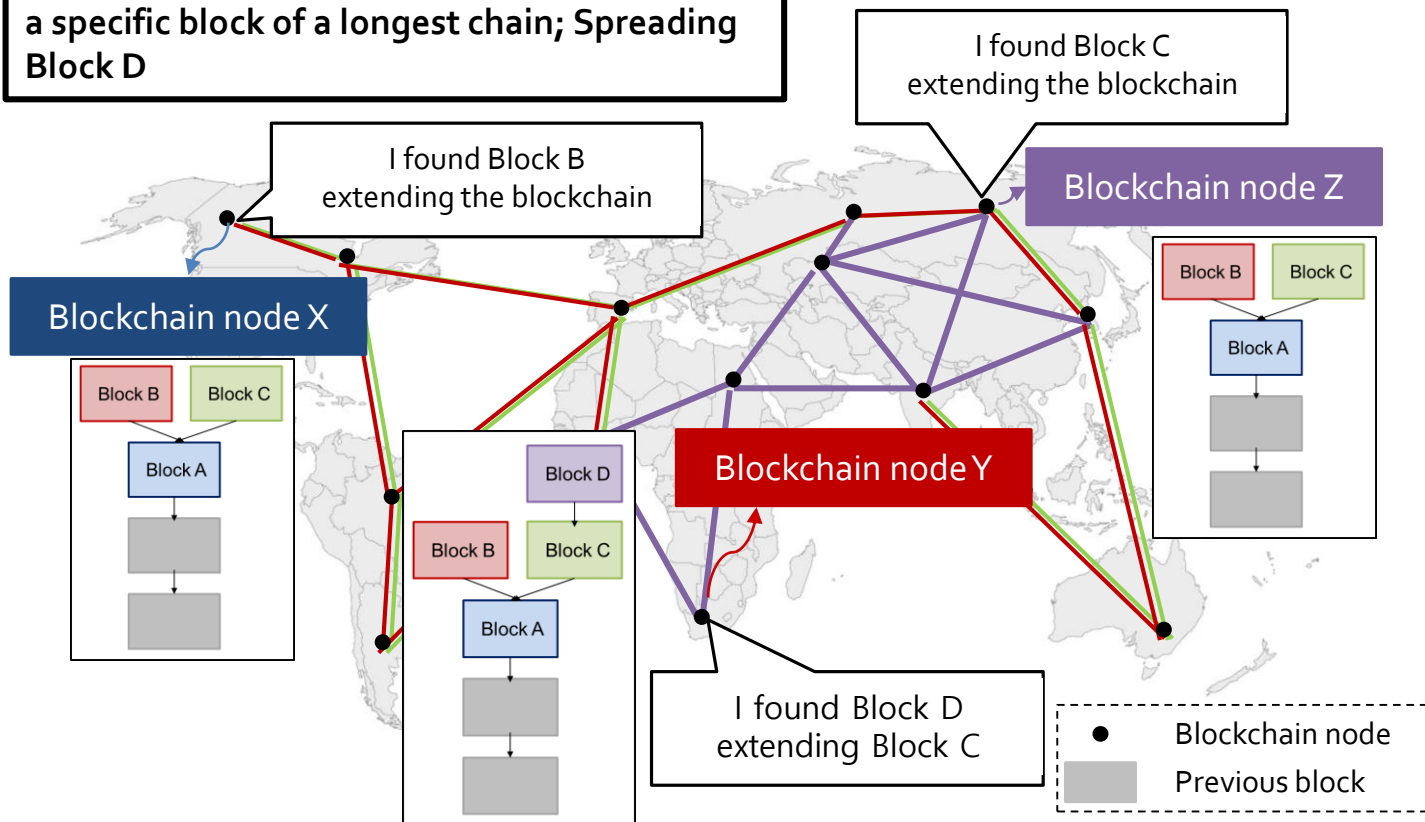 a specific block of a longest chain; Spreading
Block D
I found Block C
extending the blockchain
I found Block B
extending the blockchain
Blockchain node Z
Block B
Block C
Block A
Blockchain node X
Block B
Block C
Block A
Blockchain node Y
Block D
Block B
Block C
Block A
I found Block D
extending Block C
Blockchain node
Previous block